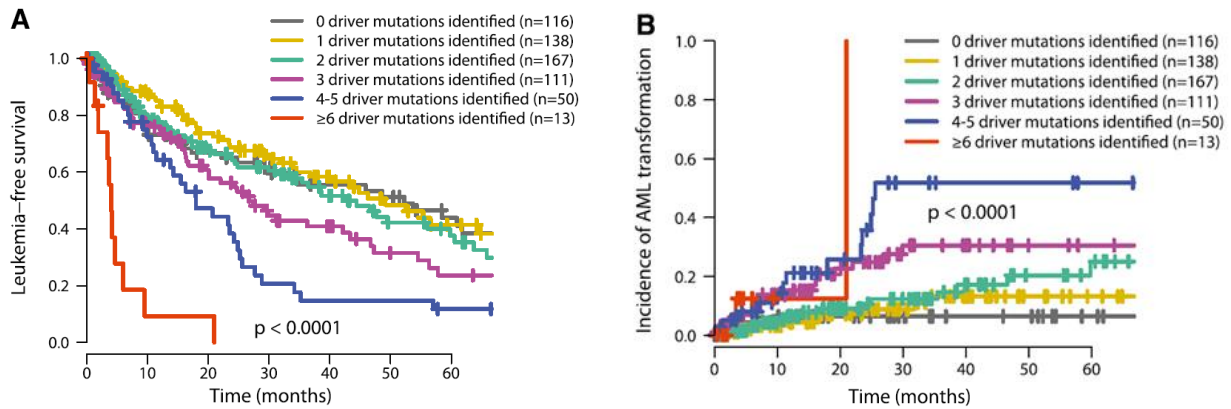 A
0 driver mutations identified (n=116)
1 driver mutations identified (n=138)
2 driver mutations identified (n=167)
3 driver mutations identified (n=111)
4-5 driver mutations identified (n=50)
≥6 driver mutations identified (n=13)
Leukemia–free survival
1.0
0.8
0.6
0.4
0.2
0.0
p < 0.0001
0 10 20 30 40 50 60
Time (months)
B
0 driver mutations identified (n=116)
1 driver mutations identified (n=138)
2 driver mutations identified (n=167)
3 driver mutations identified (n=111)
4-5 driver mutations identified (n=50)
≥6 driver mutations identified (n=13)
Incidence of AML transformation
1.0
0.8
0.6
0.4
0.2
0.0
p < 0.0001
0 10 20 30 40 50 60
Time (months)